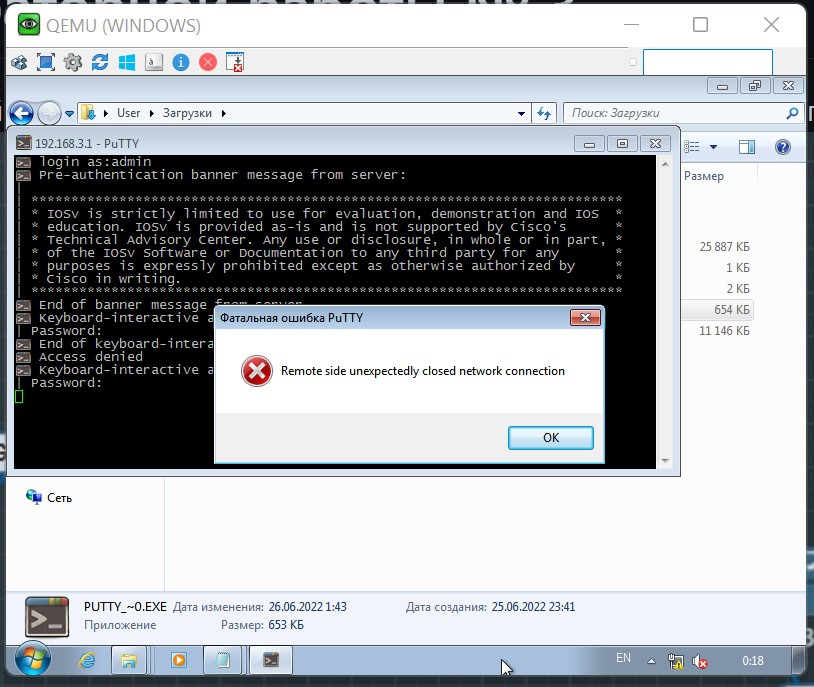 QEMU (WINDOWS)
User
Загрузки
Поиск: Загрузки
192.168.3.1 - PuTTY
Размер
login as:admin
Pre-authentication banner message from server:
**********************************************************************
* IOSv is strictly limited to use for evaluation, demonstration and IOS *
* education. IOSv is provided as-is and is not supported by Cisco's *
* Technical Advisory Center. Any use or disclosure, in whole or in part, *
* of the IOSv Software or Documentation to any third party for any *
* purposes is expressly prohibited except as otherwise authorized by *
* Cisco in writing. *
**********************************************************************
End of banner message from server
Keyboard-interactive a
| Password:
End of keyboard-intera
Access denied
Keyboard-interactive a
| Password:
25 887 КБ
1 КБ
2 КБ
654 КБ
11 146 КБ
Фатальная ошибка PuTTY
Remote side unexpectedly closed network connection
OK
Сеть
PUTTY_~0.EXE Дата изменения: 26.06.2022 1:43 Дата создания: 25.06.2022 23:41
Приложение Размер: 653 КБ
EN 0:18